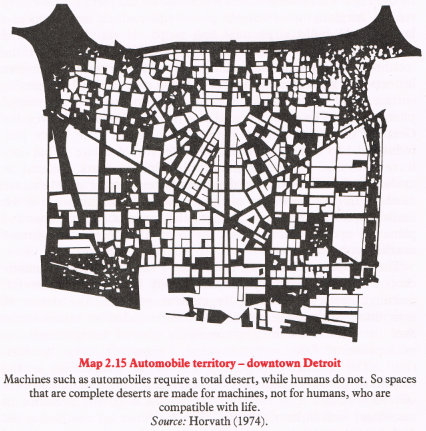 Map 2.15 Automobile territory – downtown Detroit
Machines such as automobiles require a total desert, while humans do not. So spaces
that are complete deserts are made for machines, not for humans, who are
compatible with life.
Source: Horvath (1974).